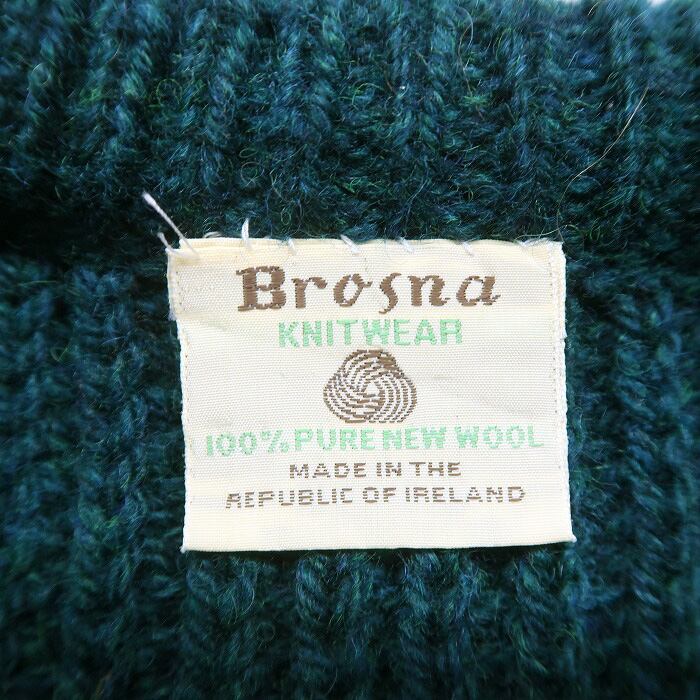 Brosna
KNITWEAR
100% PURE NEW WOOL
MADE IN THE
REPUBLIC OF IRELAND